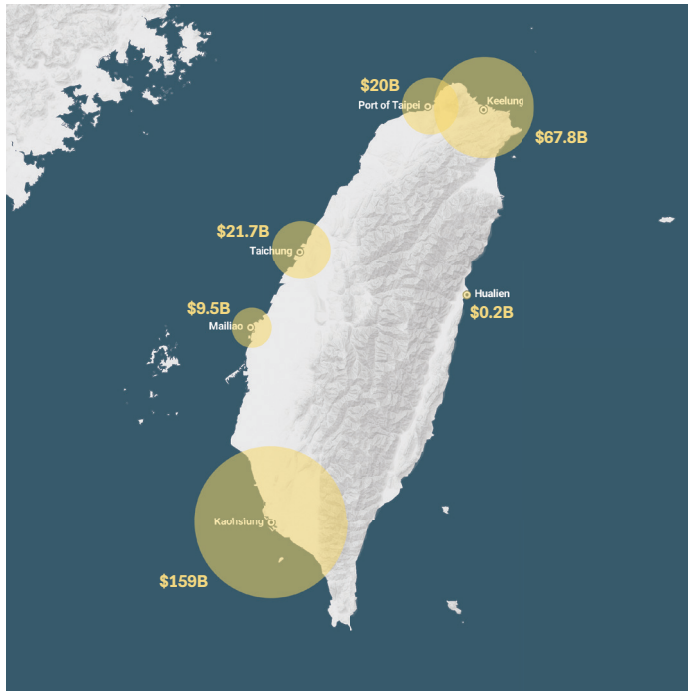 $20B
Port of Taipei
Keelung
$67.8B
$21.7B
Taichung
$9.5B
Mailiao
Hualien
$0.2B
Kaohsiung
$159B